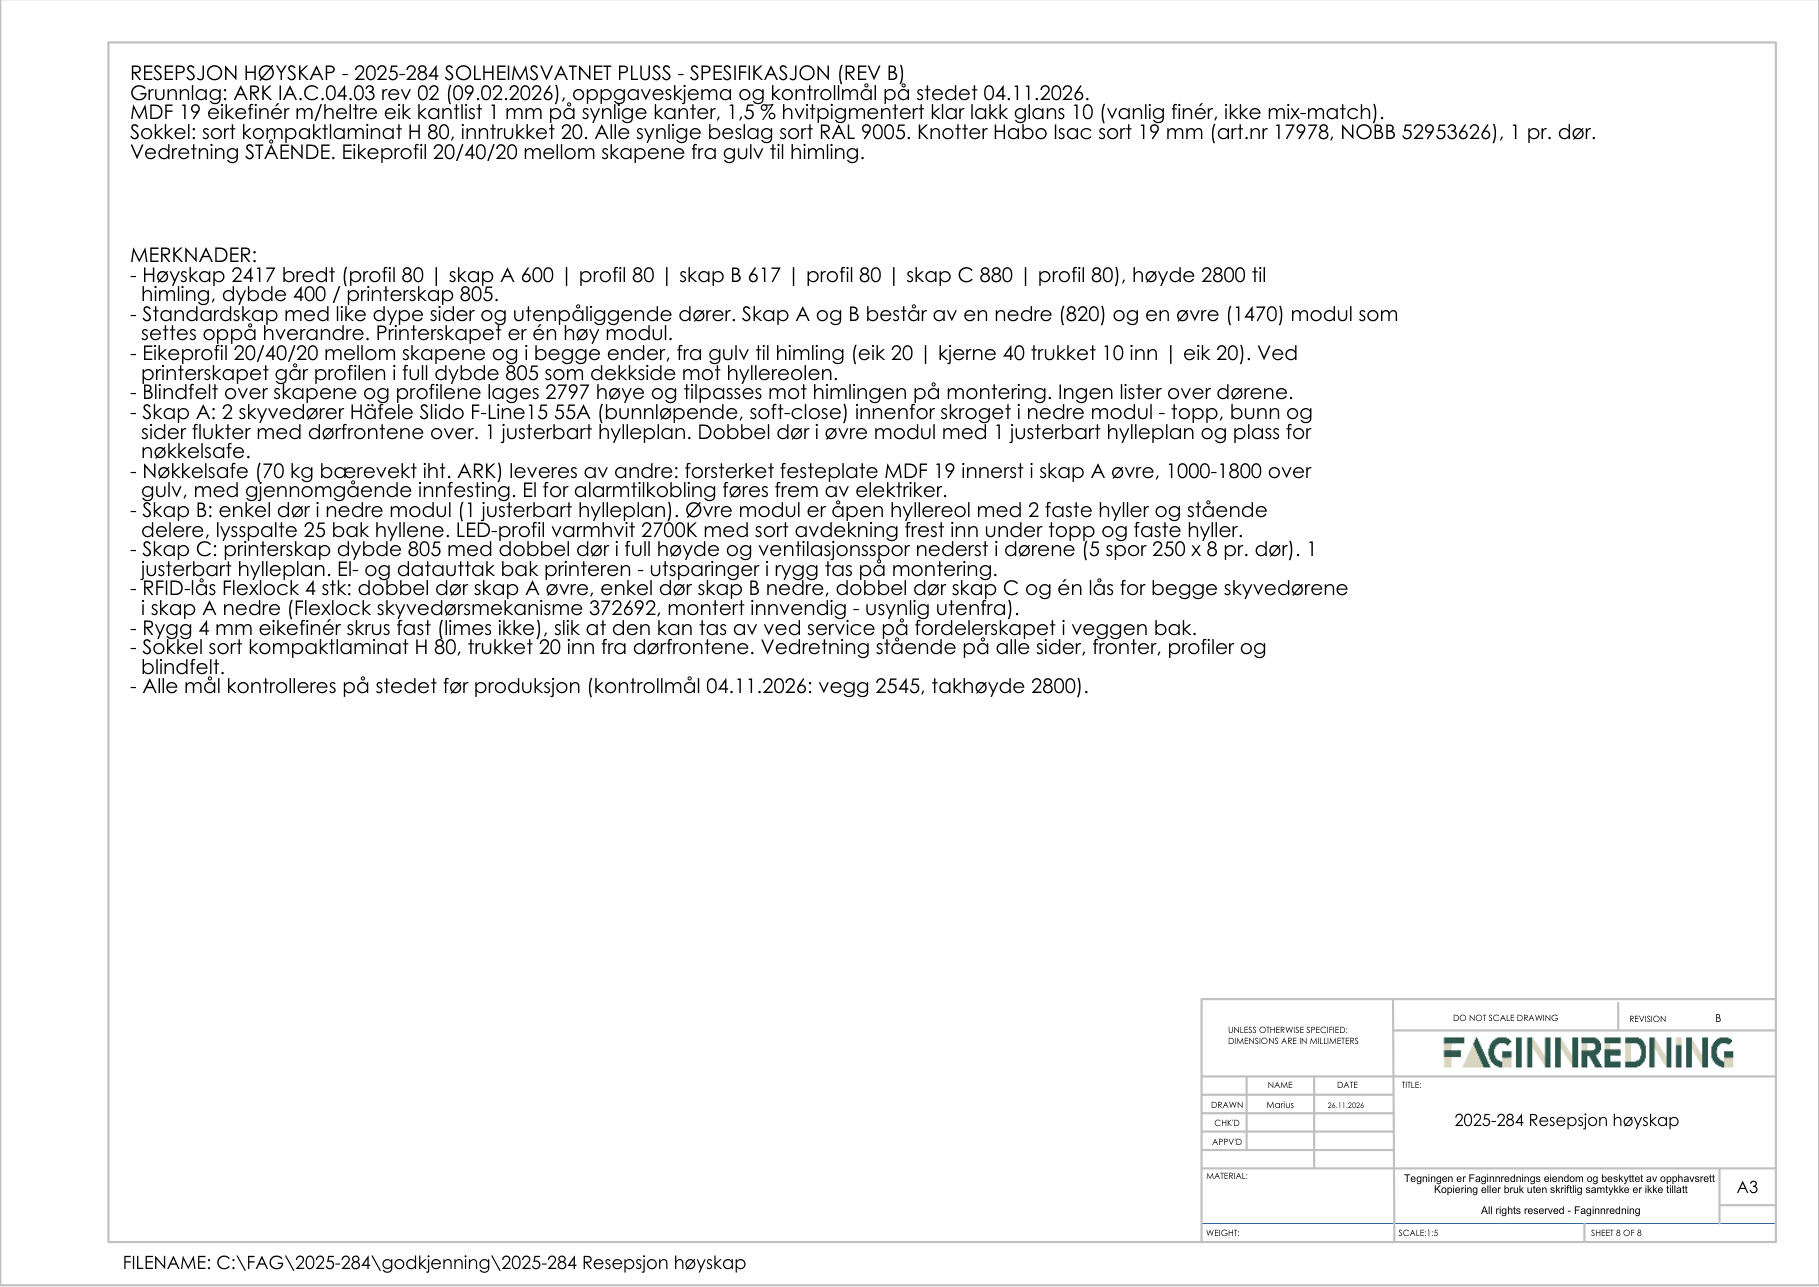 RESEPSJON HØYSKAP - 2025-284 SOLHEIMSVATNET PLUSS - SPESIFIKASJON (REV B)
Grunnlag: ARK IA.C.04.03 rev 02 (09.02.2026), oppgaveskjema og kontrollmål på stedet 04.11.2026.
MDF 19 eikefinér m/heltre eik kantlist 1 mm på synlige kanter, 1,5 % hvitpigmentert klar lakk glans 10 (vanlig finér, ikke mix-match).
Sokkel: sort kompaktlaminat H 80, inntrukket 20. Alle synlige beslag sort RAL 9005. Knotter Habo Isac sort 19 mm (art.nr 17978, NOBB 52953626), 1 pr. dør.
Vedretning STÅENDE. Eikeprofil 20/40/20 mellom skapene fra gulv til himling.
MERKNADER:
- Høyskap 2417 bredt (profil 80 | skap A 600 | profil 80 | skap B 617 | profil 80 | skap C 880 | profil 80), høyde 2800 til
himling, dybde 400 / printerskap 805.
- Standardskap med like dype sider og utenpåliggende dører. Skap A og B består av en nedre (820) og en øvre (1470) modul som
settes oppå hverandre. Printerskapet er én høy modul.
- Eikeprofil 20/40/20 mellom skapene og i begge ender, fra gulv til himling (eik 20 | kjerne 40 trukket 10 inn | eik 20). Ved
printerskapet går profilen i full dybde 805 som dekkside mot hyllereolen.
- Blindfelt over skapene og profilene lages 2797 høye og tilpasses mot himlingen på montering. Ingen lister over dørene.
- Skap A: 2 skyvedører Häfele Slido F-Line15 55A (bunnløpende, soft-close) innenfor skroget i nedre modul - topp, bunn og
sider flukter med dørfrontene over. 1 justerbart hylleplan. Dobbel dør i øvre modul med 1 justerbart hylleplan og plass for
nøkkelsafe.
- Nøkkelsafe (70 kg bærevekt iht. ARK) leveres av andre: forsterket festeplate MDF 19 innerst i skap A øvre, 1000-1800 over
gulv, med gjennomgående innfesting. El for alarmtilkobling føres frem av elektriker.
- Skap B: enkel dør i nedre modul (1 justerbart hylleplan). Øvre modul er åpen hyllereol med 2 faste hyller og stående
delere, lysspalte 25 bak hyllene. LED-profil varmhvit 2700K med sort avdekning frest inn under topp og faste hyller.
- Skap C: printerskap dybde 805 med dobbel dør i full høyde og ventilasjonsspor nederst i dørene (5 spor 250 x 8 pr. dør). 1
justerbart hylleplan. El- og datauttak bak printeren - utsparinger i rygg tas på montering.
- RFID-lås Flexlock 4 stk: dobbel dør skap A øvre, enkel dør skap B nedre, dobbel dør skap C og én lås for begge skyvedørene
i skap A nedre (Flexlock skyvedørsmekanisme 372692, montert innvendig - usynlig utenfra).
- Rygg 4 mm eikefinér skrus fast (limes ikke), slik at den kan tas av ved service på fordelerskapet i veggen bak.
- Sokkel sort kompaktlaminat H 80, trukket 20 inn fra dørfrontene. Vedretning stående på alle sider, fronter, profiler og
blindfelt.
- Alle mål kontrolleres på stedet før produksjon (kontrollmål 04.11.2026: vegg 2545, takhøyde 2800).
UNLESS OTHERWISE SPECIFIED:
DIMENSIONS ARE IN MILLIMETERS
DO NOT SCALE DRAWING
REVISION B
FAGINNREDNING
NAME DATE
DRAWN Marius 26.11.2026
CHK'D
APPV'D
TITLE:
2025-284 Resepsjon høyskap
MATERIAL:
Tegningen er Faginnrednings eiendom og beskyttet av opphavsrett
Kopiering eller bruk uten skriftlig samtykke er ikke tillatt
All rights reserved - Faginnredning
A3
WEIGHT:
SCALE:1:5
SHEET 8 OF 8
FILENAME: C:\FAG\2025-284\godkjenning\2025-284 Resepsjon høyskap